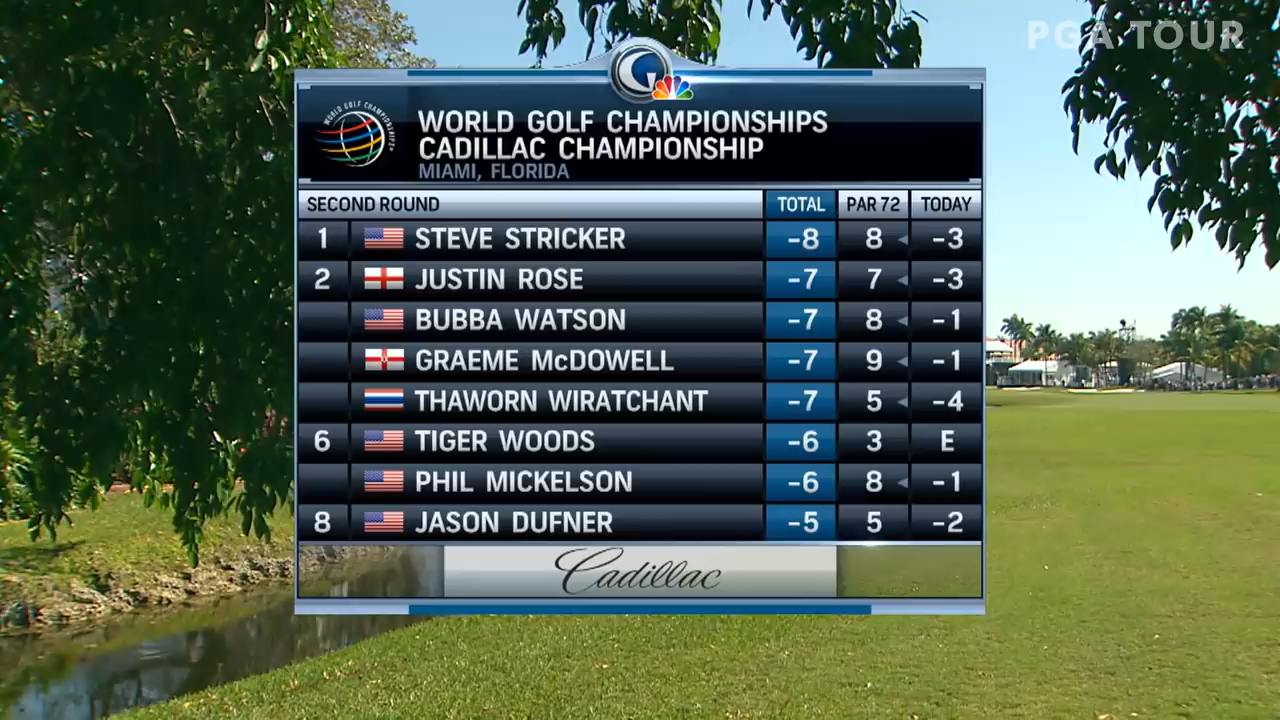 PGA TOUR
WORLD GOLF CHAMPIONSHIPS
WORLD GOLF CHAMPIONSHIPS
CADILLAC CHAMPIONSHIP
MIAMI, FLORIDA
SECOND ROUND TOTAL PAR 72 TODAY
1 STEVE STRICKER -8 8 ◂ -3
2 JUSTIN ROSE -7 7 ◂ -3
BUBBA WATSON -7 8 ◂ -1
GRAEME McDOWELL -7 9 ◂ -1
THAWORN WIRATCHANT -7 5 ◂ -4
6 TIGER WOODS -6 3 E
PHIL MICKELSON -6 8 ◂ -1
8 JASON DUFNER -5 5 -2
Cadillac